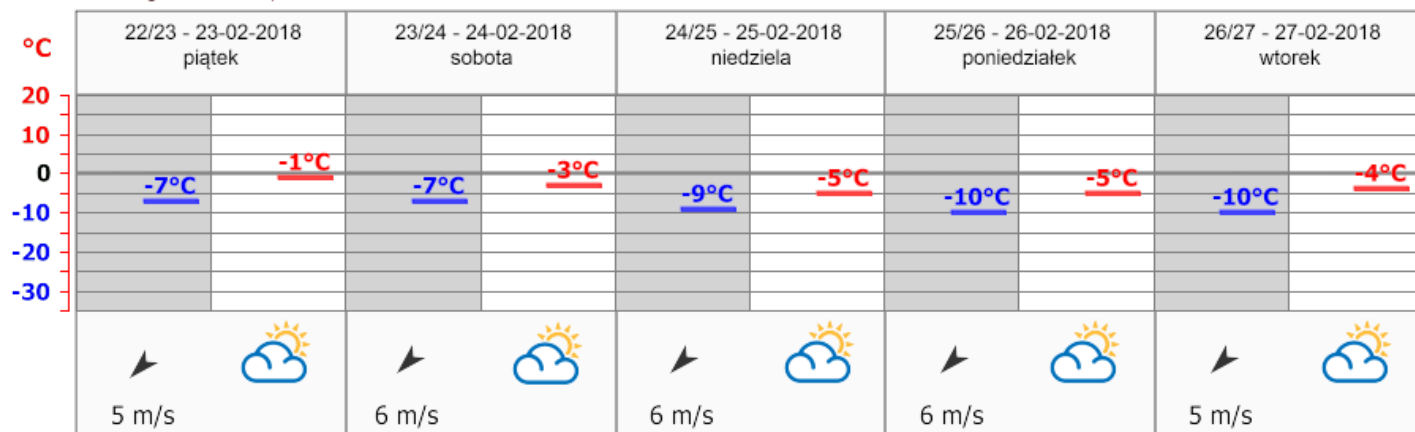 22/23 - 23-02-2018
piątek
23/24 - 24-02-2018
sobota
24/25 - 25-02-2018
niedziela
25/26 - 26-02-2018
poniedziałek
26/27 - 27-02-2018
wtorek
°C
20
10
0
-10
-20
-30
-7°C
-1°C
-7°C
-3°C
-9°C
-5°C
-10°C
-5°C
-10°C
-4°C
5 m/s
6 m/s
6 m/s
6 m/s
5 m/s